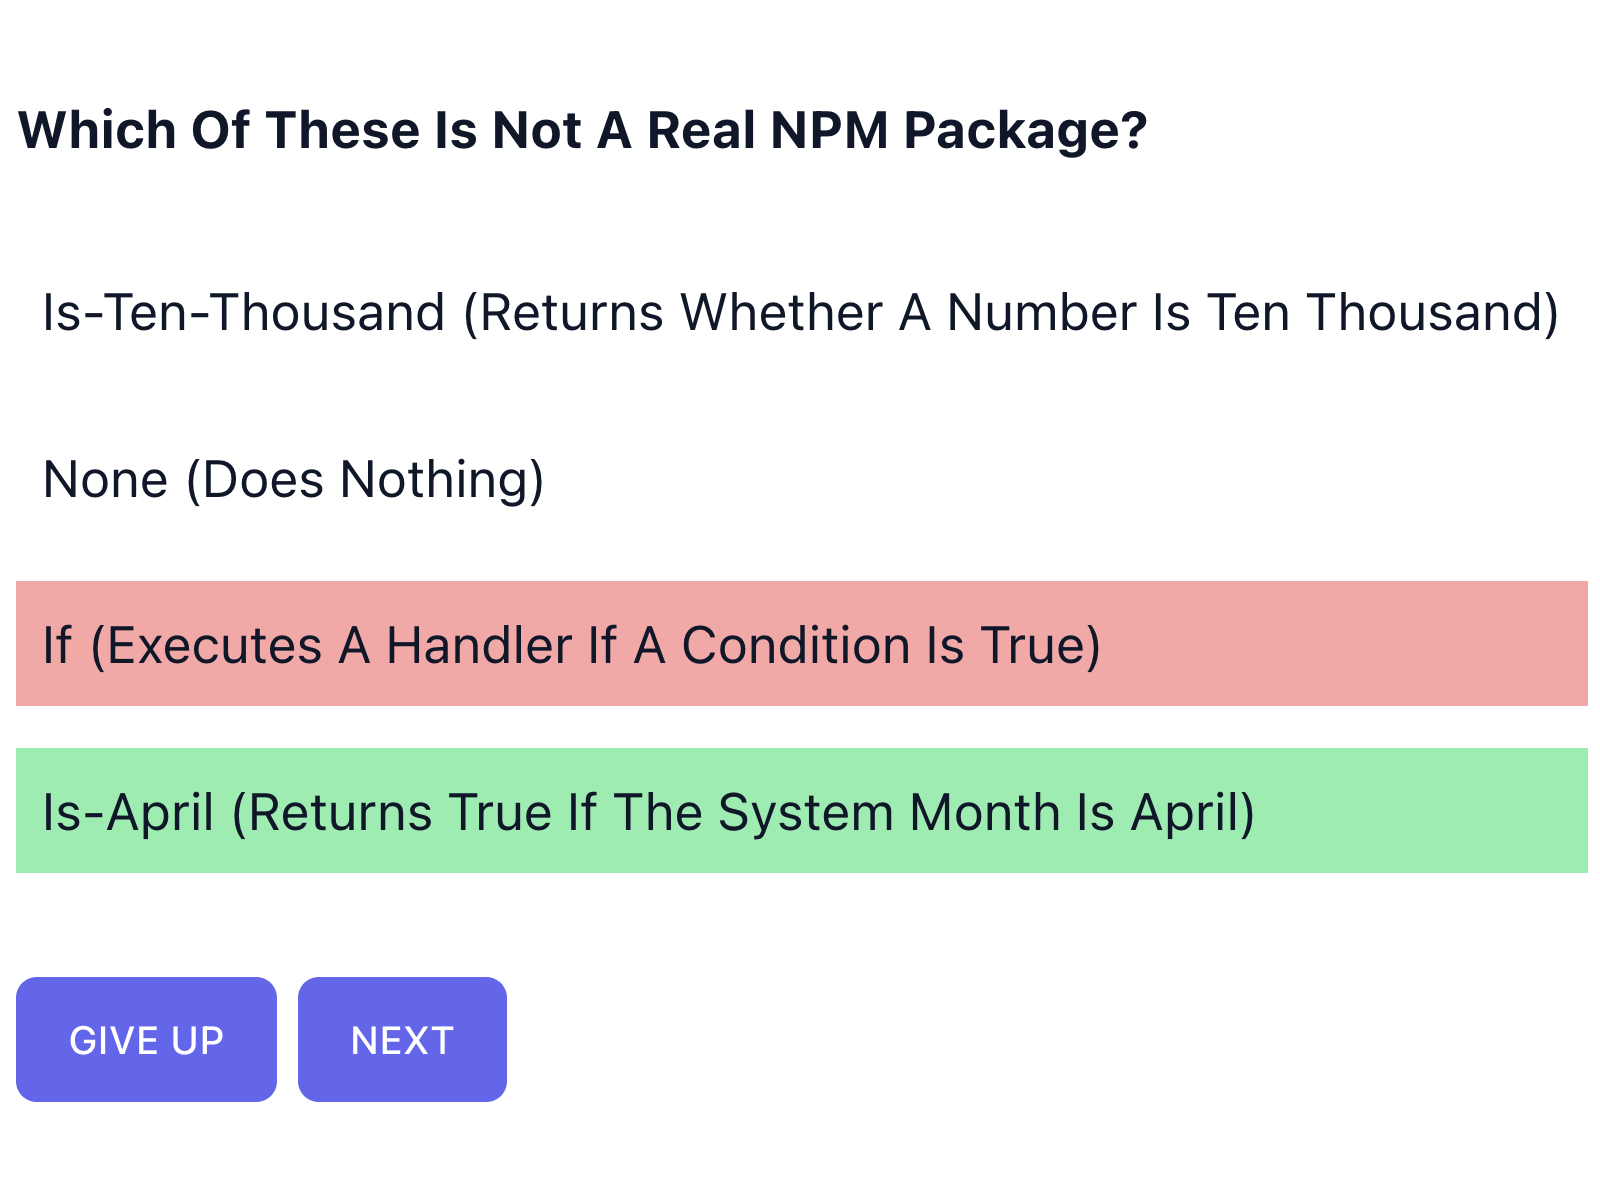 Which Of These Is Not A Real NPM Package?
Is-Ten-Thousand (Returns Whether A Number Is Ten Thousand)
None (Does Nothing)
If (Executes A Handler If A Condition Is True)
Is-April (Returns True If The System Month Is April)
GIVE UP
NEXT